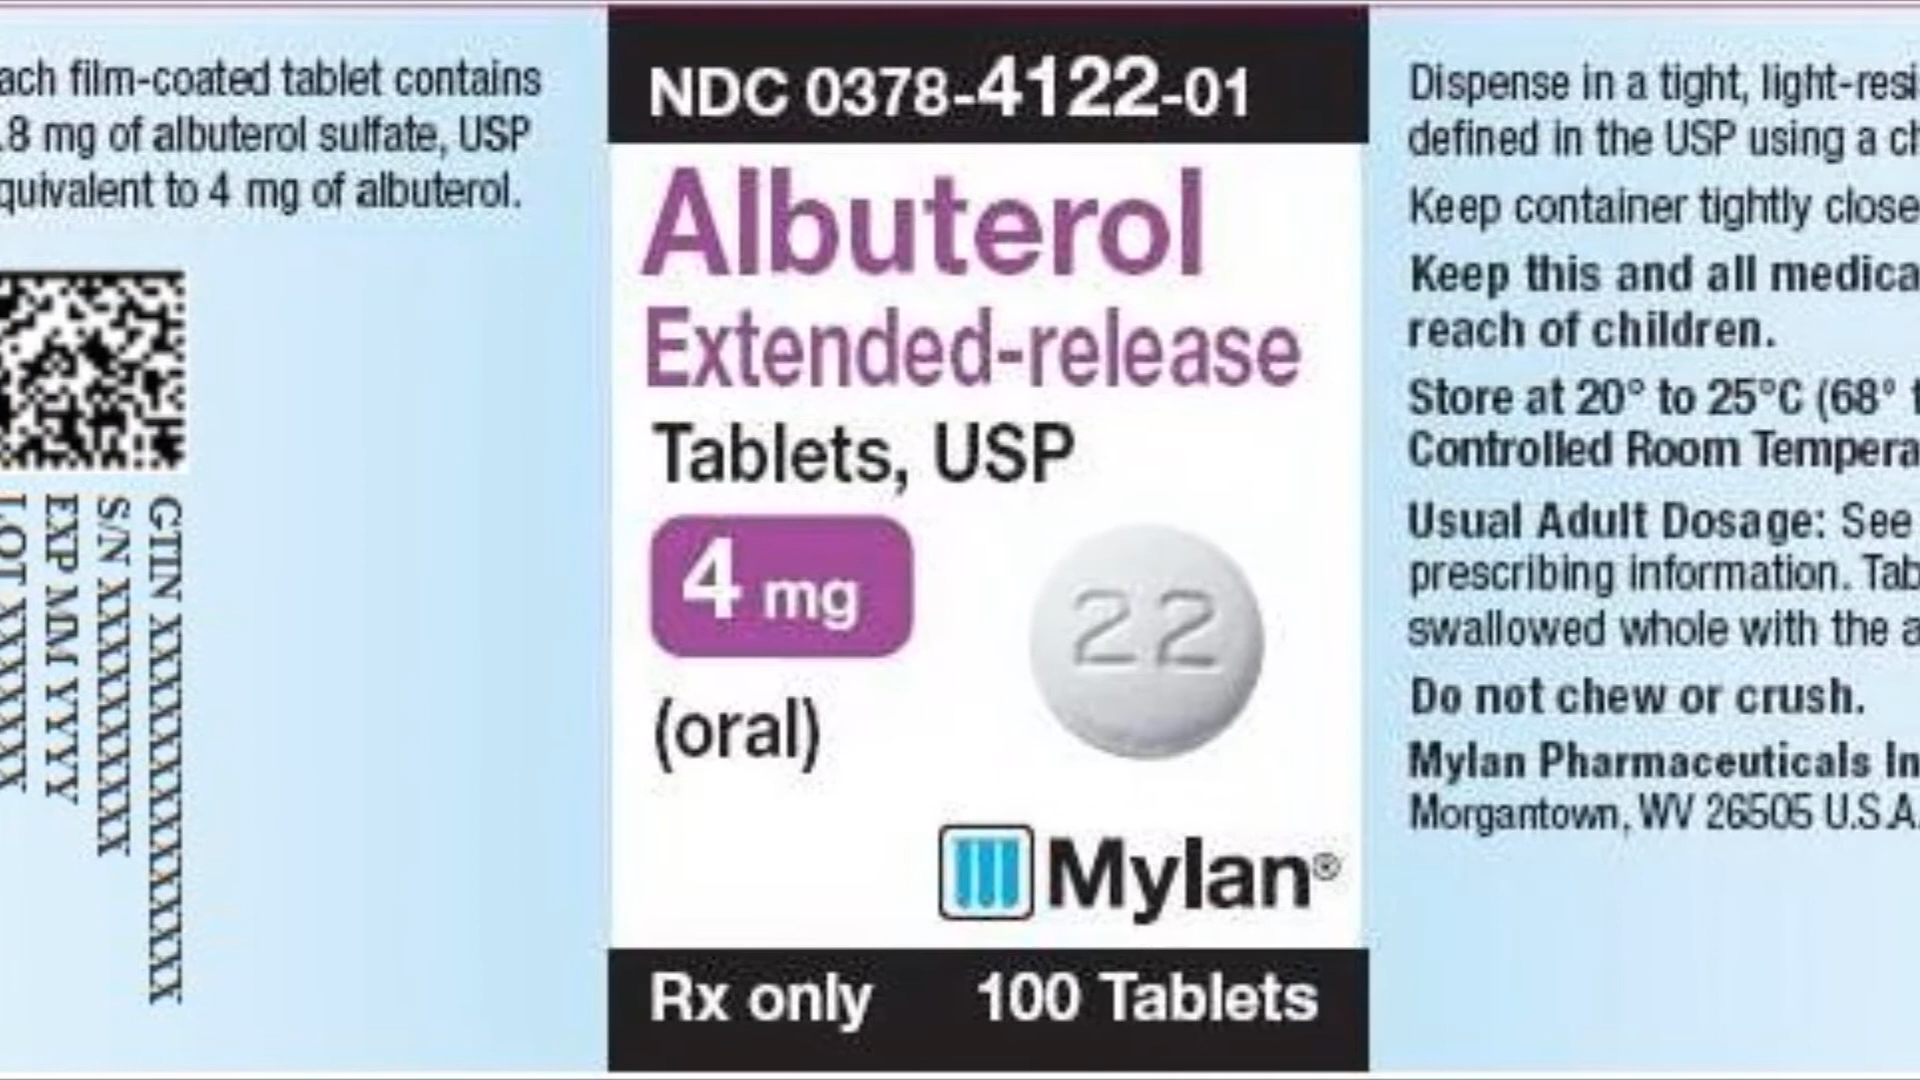 ach film-coated tablet contains
.8 mg of albuterol sulfate, USP
quivalent to 4 mg of albuterol.
GTIN XXXXXXXXXXXXXX
S/N XXXXXXXXXXXX
EXP MM YYYY
LOT XXXXXXX
NDC 0378-4122-01
Albuterol
Extended-release
Tablets, USP
4 mg
22
(oral)
Mylan®
Rx only 100 Tablets
Dispense in a tight, light-resi
defined in the USP using a ch
Keep container tightly close
Keep this and all medica
reach of children.
Store at 20° to 25°C (68° t
Controlled Room Tempera
Usual Adult Dosage: See
prescribing information. Tab
swallowed whole with the a
Do not chew or crush.
Mylan Pharmaceuticals In
Morgantown, WV 26505 U.S.A.